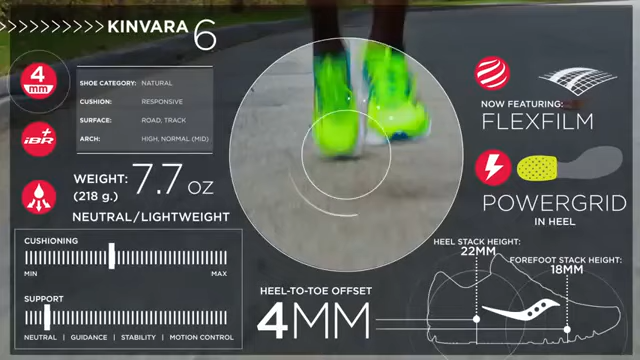 KINVARA 6
4
mm
SHOE CATEGORY: NATURAL
CUSHION: RESPONSIVE
SURFACE: ROAD, TRACK
ARCH: HIGH, NORMAL (MID)
iBR+
WEIGHT: 7.7 OZ
(218 g.)
NEUTRAL/LIGHTWEIGHT
CUSHIONING
MIN MAX
SUPPORT
NEUTRAL | GUIDANCE | STABILITY | MOTION CONTROL
HEEL-TO-TOE OFFSET
4MM
NOW FEATURING:
FLEXFILM
POWERGRID
IN HEEL
HEEL STACK HEIGHT:
22MM
FOREFOOT STACK HEIGHT:
18MM